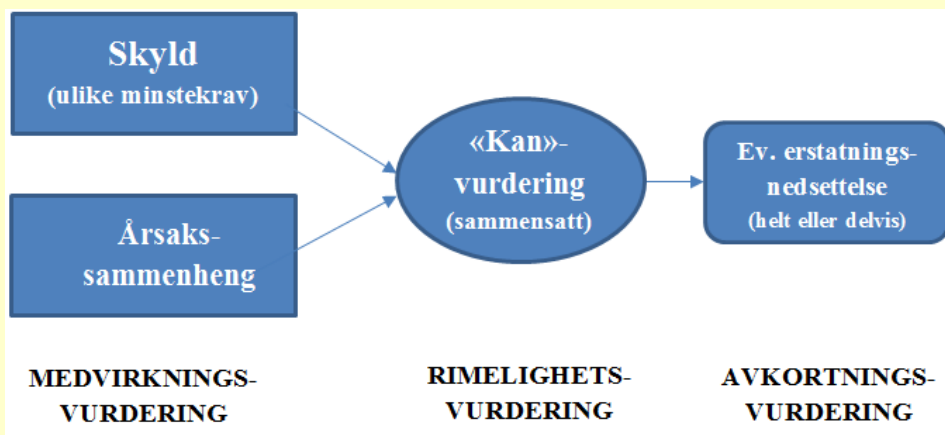 Skyld
(ulike minstekrav)
Årsaks-
sammenheng
«Kan»-
vurdering
(sammensatt)
Ev. erstatnings-
nedsettelse
(helt eller delvis)
MEDVIRKNINGS-
VURDERING
RIMELIGHETS-
VURDERING
AVKORTNINGS-
VURDERING